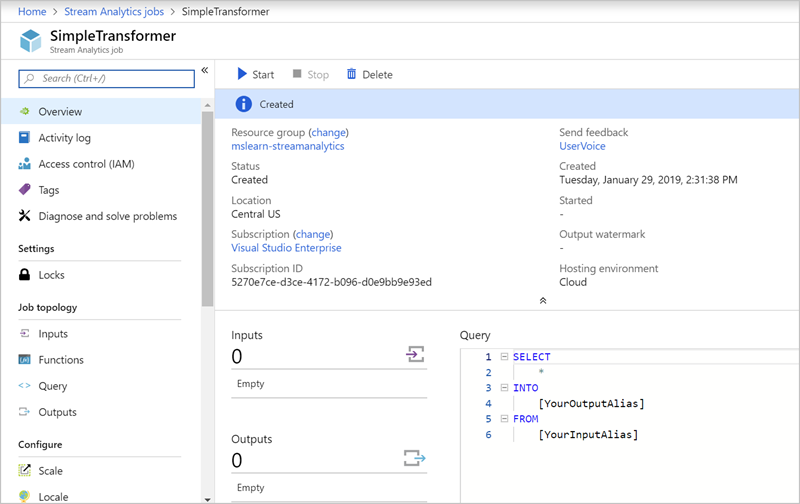 Home > Stream Analytics jobs > SimpleTransformer
SimpleTransformer
Stream Analytics job
Search (Ctrl+/)
«
Overview
Activity log
Access control (IAM)
Tags
Diagnose and solve problems
Settings
Locks
Job topology
Inputs
Functions
Query
Outputs
Configure
Scale
Locale
Start Stop Delete
Created
Resource group (change)
mslearn-streamanalytics
Status
Created
Location
Central US
Subscription (change)
Visual Studio Enterprise
Subscription ID
5270e7ce-d3ce-4172-b096-d0e9bb9e93ed
Send feedback
UserVoice
Created
Tuesday, January 29, 2019, 2:31:38 PM
Started
-
Output watermark
-
Hosting environment
Cloud
Inputs
0
Empty
Outputs
0
Empty
Query
1 SELECT
2 *
3 INTO
4 [YourOutputAlias]
5 FROM
6 [YourInputAlias]